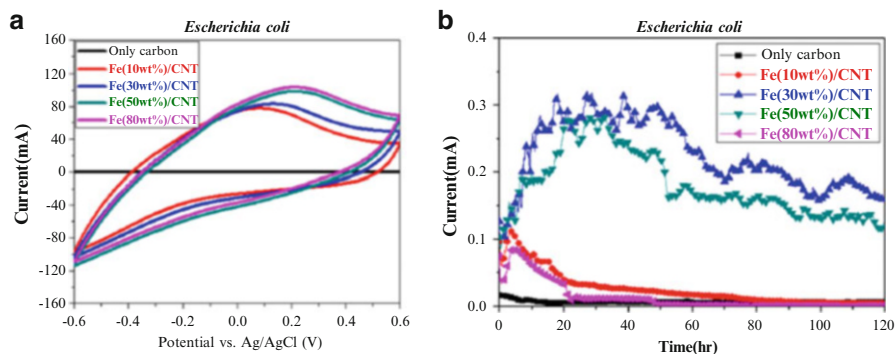 a
Escherichia coli
Current(mA)
160
120
80
40
0
-40
-80
-120
-160
Only carbon
Fe(10wt%)/CNT
Fe(30wt%)/CNT
Fe(50wt%)/CNT
Fe(80wt%)/CNT
-0.6
-0.4
-0.2
0.0
0.2
0.4
0.6
Potential vs. Ag/AgCl (V)
b
Escherichia coli
Current(mA)
0.4
0.3
0.2
0.1
0.0
Only carbon
Fe(10wt%)/CNT
Fe(30wt%)/CNT
Fe(50wt%)/CNT
Fe(80wt%)/CNT
0
20
40
60
80
100
120
Time(hr)